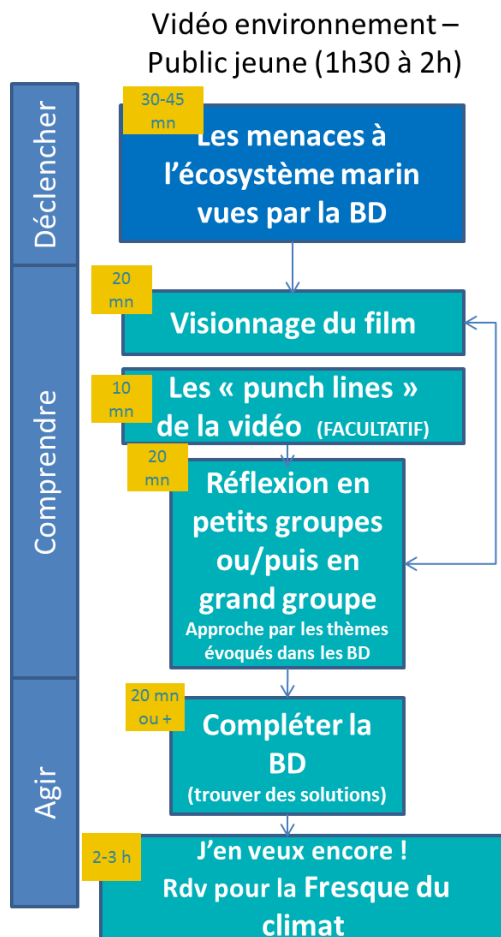 Vidéo environnement –
Public jeune (1h30 à 2h)
Déclencher
30-45
mn
Les menaces à
l’écosystème marin
vues par la BD
Comprendre
20
mn
Visionnage du film
10
mn
Les « punch lines »
de la vidéo (FACULTATIF)
20
mn
Réflexion en
petits groupes
ou/puis en
grand groupe
Approche par les thèmes
évoqués dans les BD
Agir
20 mn
ou +
Compléter la
BD
(trouver des solutions)
2-3 h
J’en veux encore !
Rdv pour la Fresque du
climat